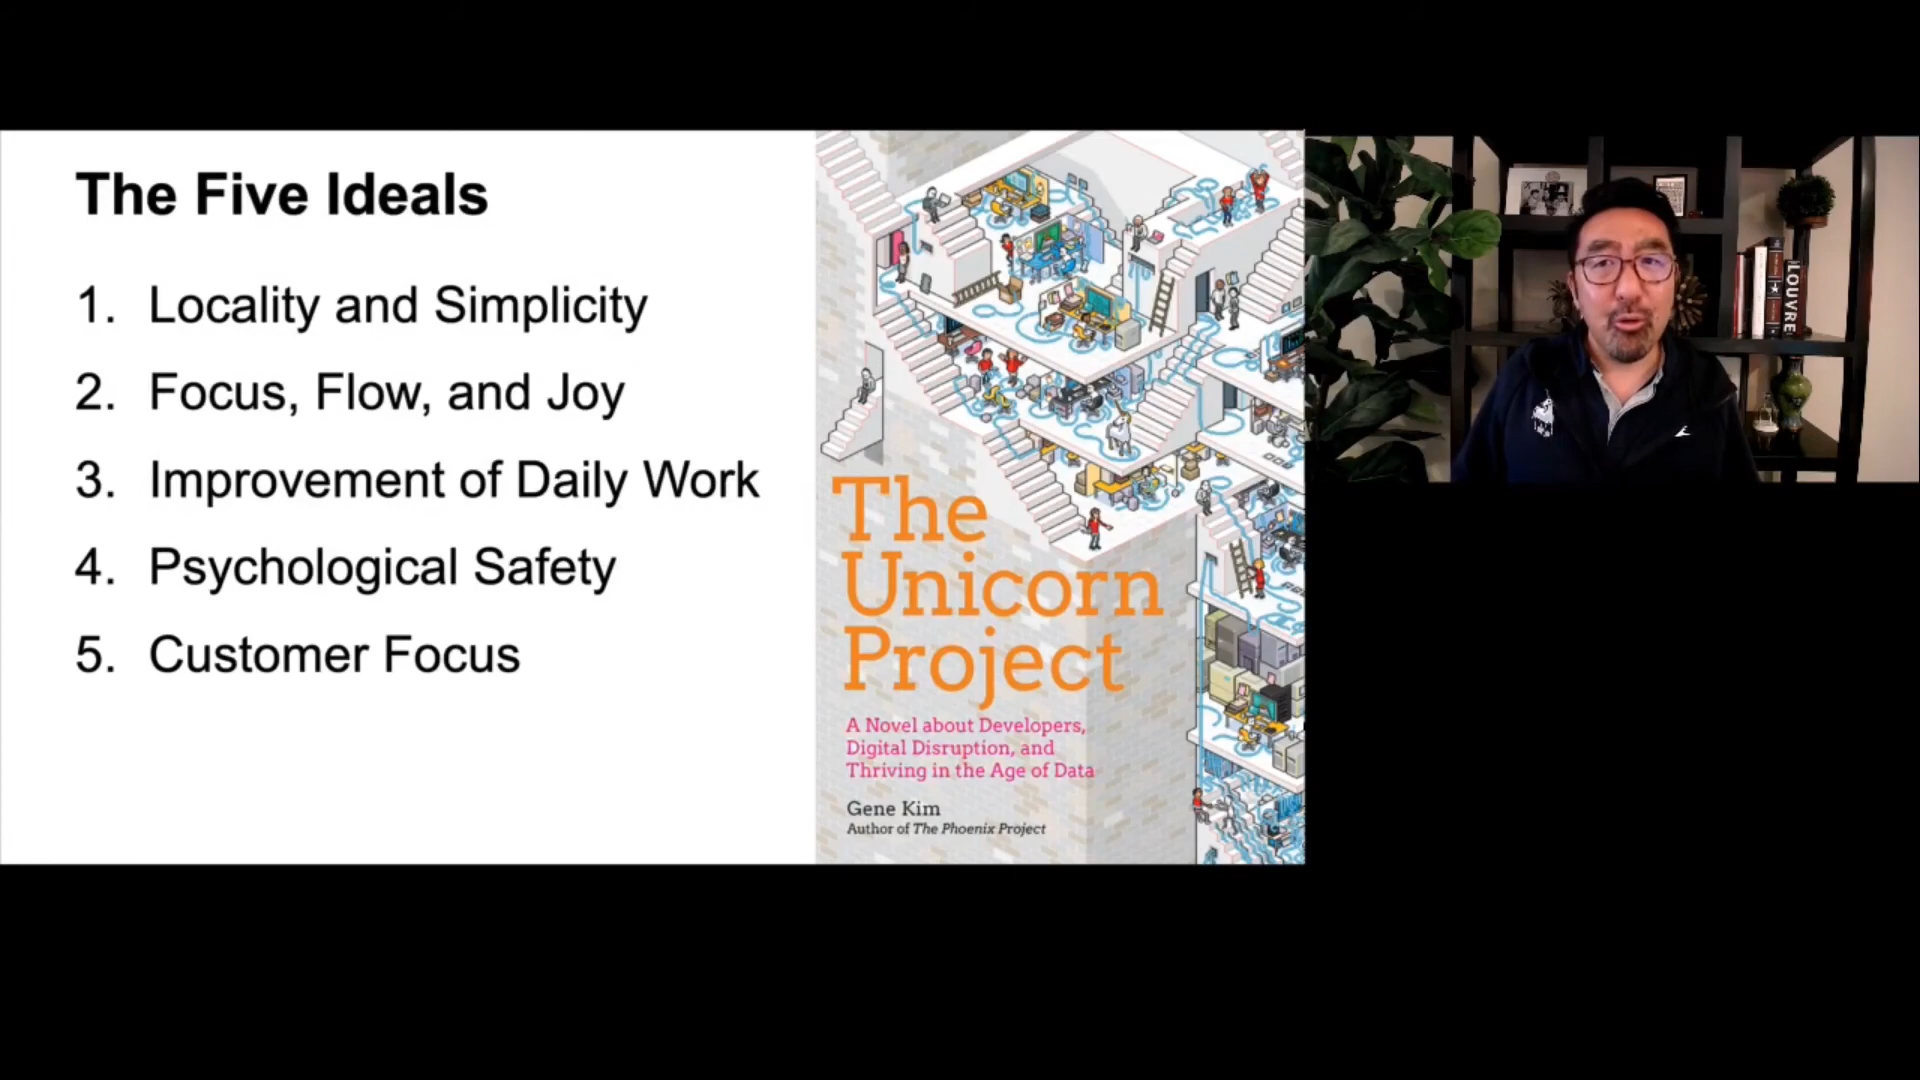 The Five Ideals
1. Locality and Simplicity
2. Focus, Flow, and Joy
3. Improvement of Daily Work
4. Psychological Safety
5. Customer Focus
The
Unicorn
Project
A Novel about Developers,
Digital Disruption, and
Thriving in the Age of Data
Gene Kim
Author of The Phoenix Project
LOUVRE